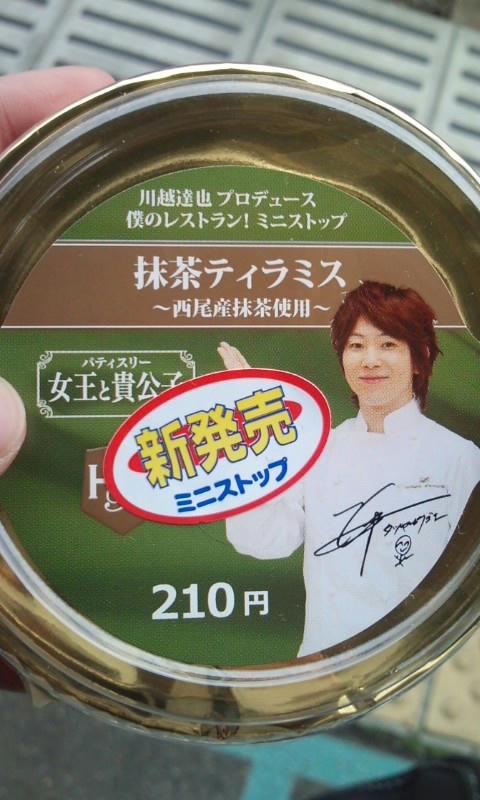 川越達也 プロデュース
僕のレストラン! ミニストップ
抹茶ティラミス
〜西尾産抹茶使用〜
パティスリー
女王と貴公子
新発売
ミニストップ
H
210円